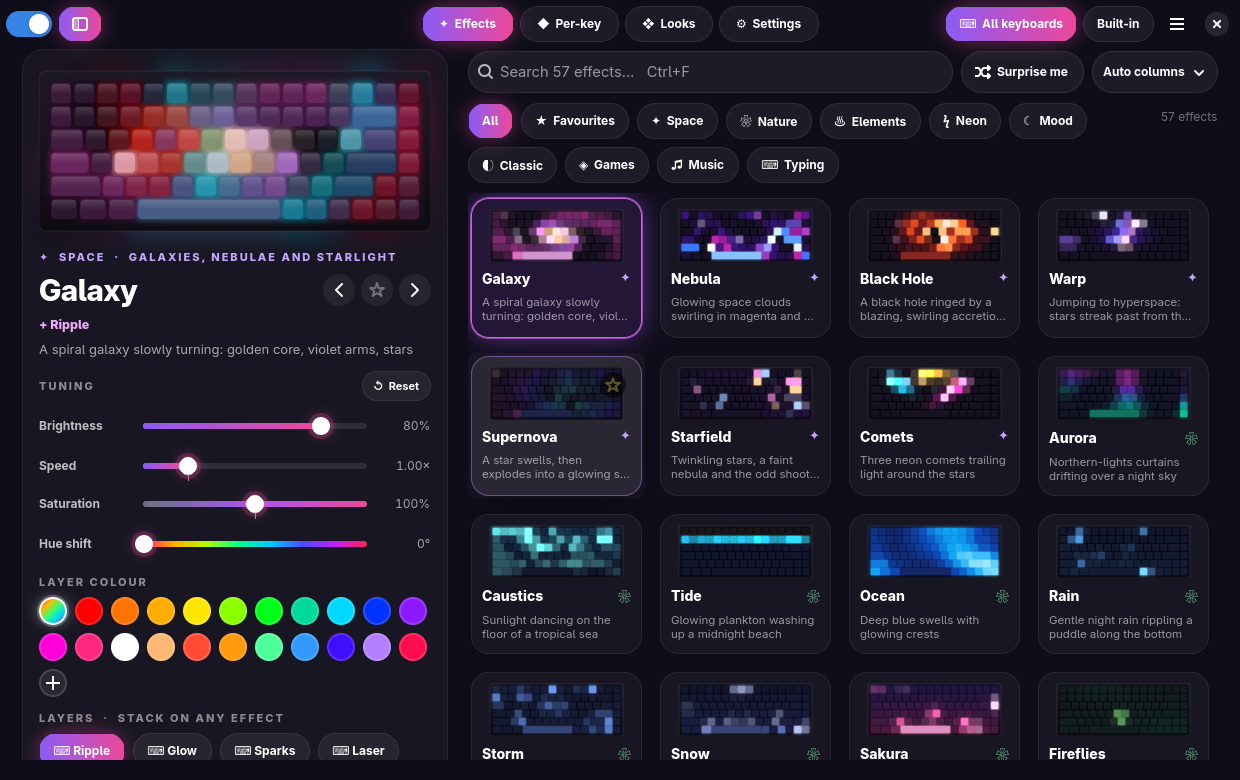 Effects
Per-key
Looks
Settings
All keyboards
Built-in
Search 57 effects... Ctrl+F
Surprise me
Auto columns
All
Favourites
Space
Nature
Elements
Neon
Mood
57 effects
Classic
Games
Music
Typing
SPACE · GALAXIES, NEBULAE AND STARLIGHT
Galaxy
+ Ripple
A spiral galaxy slowly turning: golden core, violet arms, stars
TUNING
Reset
Brightness 80%
Speed 1.00×
Saturation 100%
Hue shift 0°
LAYER COLOUR
LAYERS · STACK ON ANY EFFECT
Ripple
Glow
Sparks
Laser
Galaxy
A spiral galaxy slowly
turning: golden core, viol...
Nebula
Glowing space clouds
swirling in magenta and ...
Black Hole
A black hole ringed by a
blazing, swirling accretio...
Warp
Jumping to hyperspace:
stars streak past from th...
Supernova
A star swells, then
explodes into a glowing s...
Starfield
Twinkling stars, a faint
nebula and the odd shoot...
Comets
Three neon comets trailing
light around the stars
Aurora
Northern-lights curtains
drifting over a night sky
Caustics
Sunlight dancing on the
floor of a tropical sea
Tide
Glowing plankton washing
up a midnight beach
Ocean
Deep blue swells with
glowing crests
Rain
Gentle night rain rippling a
puddle along the bottom
Storm
Snow
Sakura
Fireflies